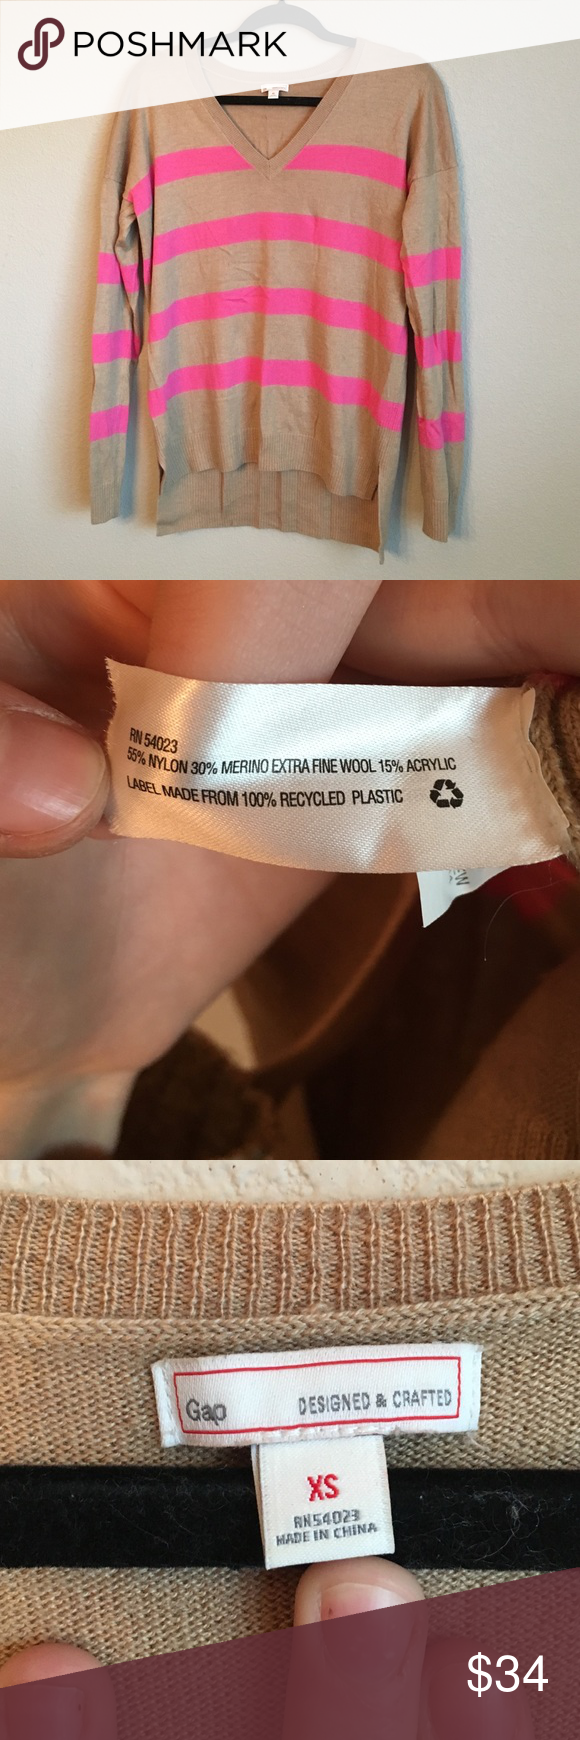 POSHMARK
RN 54023
55% NYLON 30% MERINO EXTRA FINE WOOL 15% ACRYLIC
LABEL MADE FROM 100% RECYCLED PLASTIC
Gap
DESIGNED & CRAFTED
XS
RN54023
MADE IN CHINA
$34